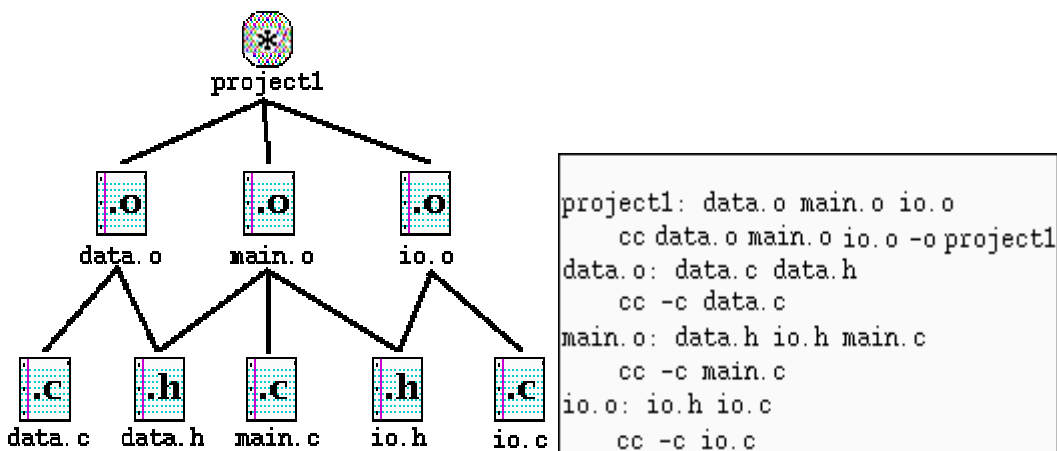 *
project1
.o .o .o
data.o main.o io.o
.c .h .c .h .c
data.c data.h main.c io.h io.c
project1: data.o main.o io.o
cc data.o main.o io.o -o project1
data.o: data.c data.h
cc -c data.c
main.o: data.h io.h main.c
cc -c main.c
io.o: io.h io.c
cc -c io.c